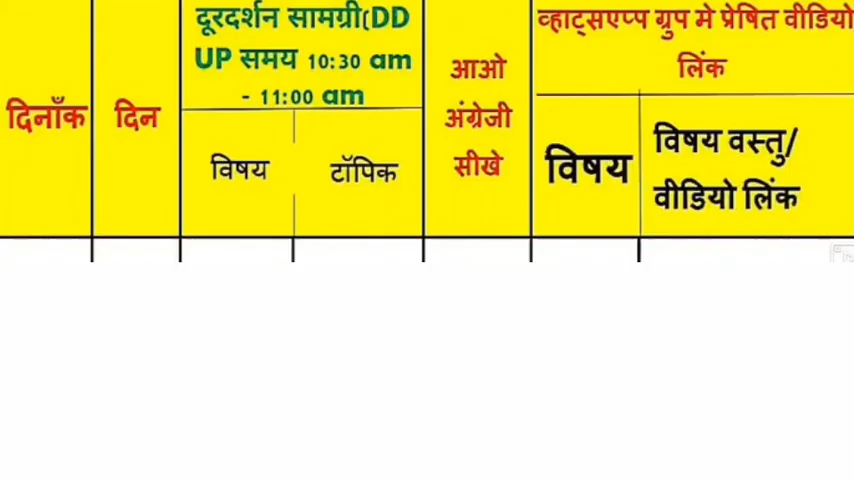 दिनाँक
दिन
दूरदर्शन सामग्री(DD
UP समय 10:30 am
- 11:00 am
विषय
टॉपिक
आओ
अंग्रेजी
सीखे
व्हाट्सएप्प ग्रुप मे प्रेषित वीडियो
लिंक
विषय
विषय वस्तु/
वीडियो लिंक